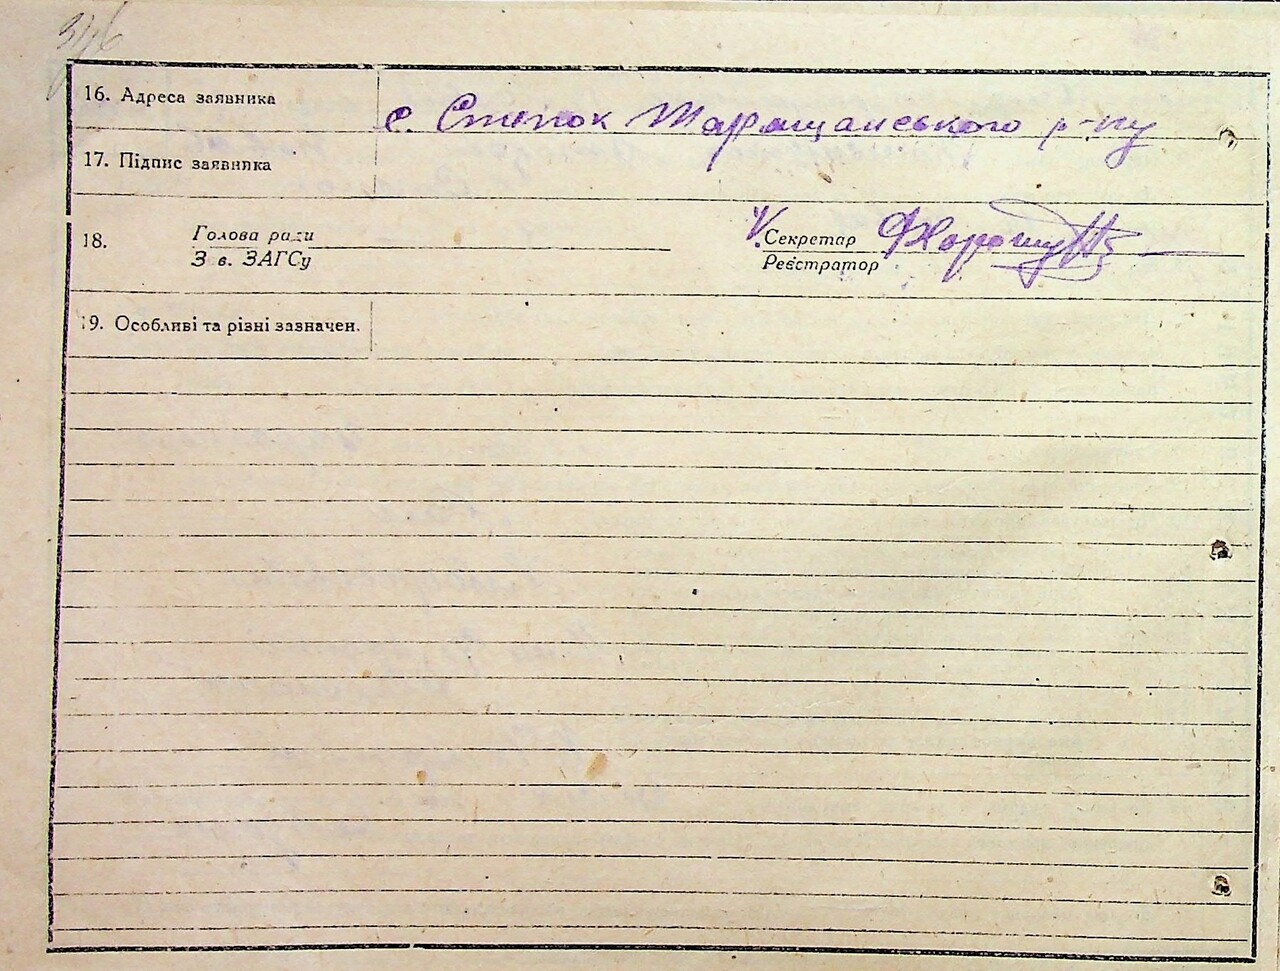 346
16. Адреса заявника с. Степок Таращанського р-ну
17. Підпис заявника
18. Голова ради Секретар
З в. ЗАГСу Реєстратор
19. Особливі та різні зазначен.